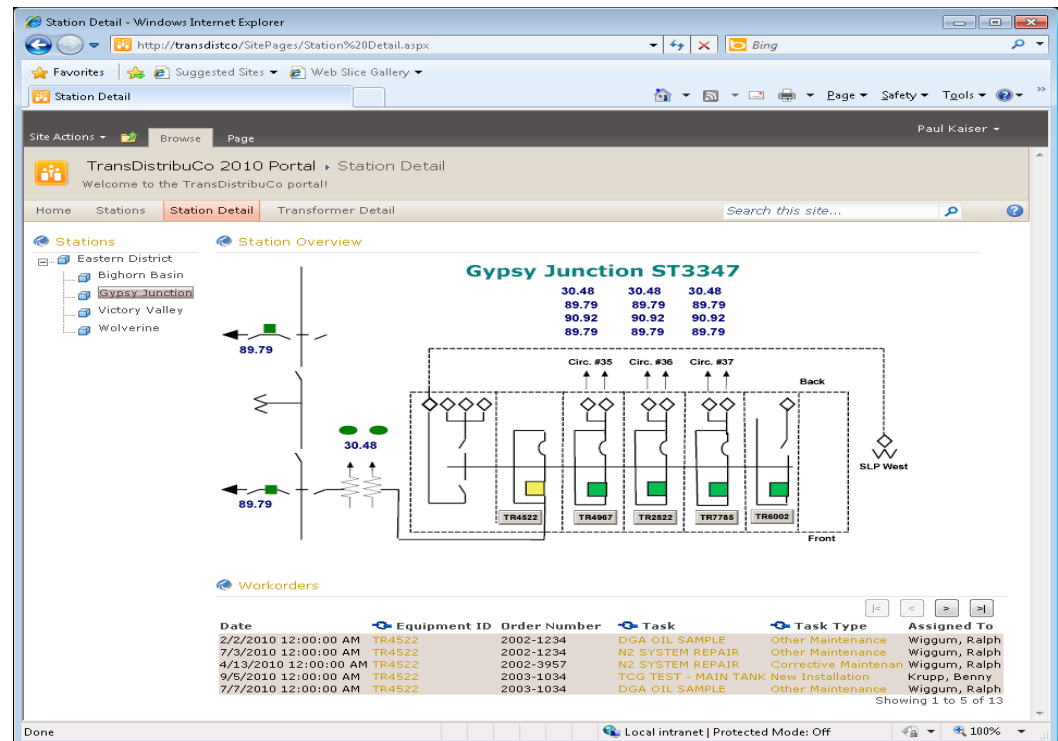 Station Detail - Windows Internet Explorer
http://transdistco/SitePages/Station%20Detail.aspx
Bing
Favorites
Suggested Sites
Web Slice Gallery
Station Detail
Page
Safety
Tools
Site Actions
Browse
Page
Paul Kaiser
TransDistribuCo 2010 Portal
Station Detail
Welcome to the TransDistribuCo portal!
Home
Stations
Station Detail
Transformer Detail
Search this site...
Stations
Eastern District
Bighorn Basin
Gypsy Junction
Victory Valley
Wolverine
Station Overview
Gypsy Junction ST3347
30.48 30.48 30.48
89.79 89.79 89.79
90.92 90.92 90.92
89.79 89.79 89.79
89.79
Circ. #35 Circ. #36 Circ. #37
Back
30.48
SLP West
89.79
TR4522 TR4967 TR2822 TR7785 TR6002
Front
Workorders
|< < > >|
Date Equipment ID Order Number Task Task Type Assigned To
2/2/2010 12:00:00 AM TR4522 2002-1234 DGA OIL SAMPLE Other Maintenance Wiggum, Ralph
7/3/2010 12:00:00 AM TR4522 2002-1234 N2 SYSTEM REPAIR Other Maintenance Wiggum, Ralph
4/13/2010 12:00:00 AM TR4522 2002-3957 N2 SYSTEM REPAIR Corrective Maintenan Wiggum, Ralph
9/5/2010 12:00:00 AM TR4522 2003-1034 TCG TEST - MAIN TANK New Installation Krupp, Benny
7/7/2010 12:00:00 AM TR4522 2003-1034 DGA OIL SAMPLE Other Maintenance Wiggum, Ralph
Showing 1 to 5 of 13
Done
Local intranet | Protected Mode: Off
100%